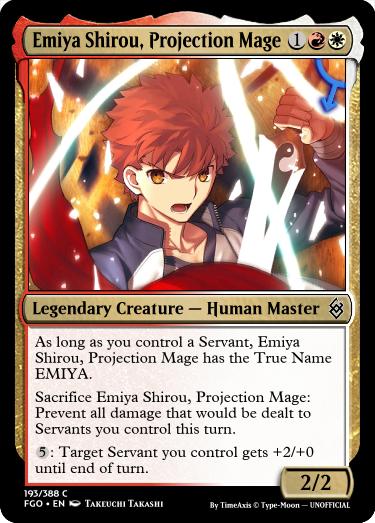 Emiya Shirou, Projection Mage 1
Legendary Creature — Human Master
As long as you control a Servant, Emiya
Shirou, Projection Mage has the True Name
EMIYA.
Sacrifice Emiya Shirou, Projection Mage:
Prevent all damage that would be dealt to
Servants you control this turn.
5: Target Servant you control gets +2/+0
until end of turn.
2/2
193/388 C
FGO • EN Takeuchi Takashi
By TimeAxis © Type-Moon — UNOFFICIAL